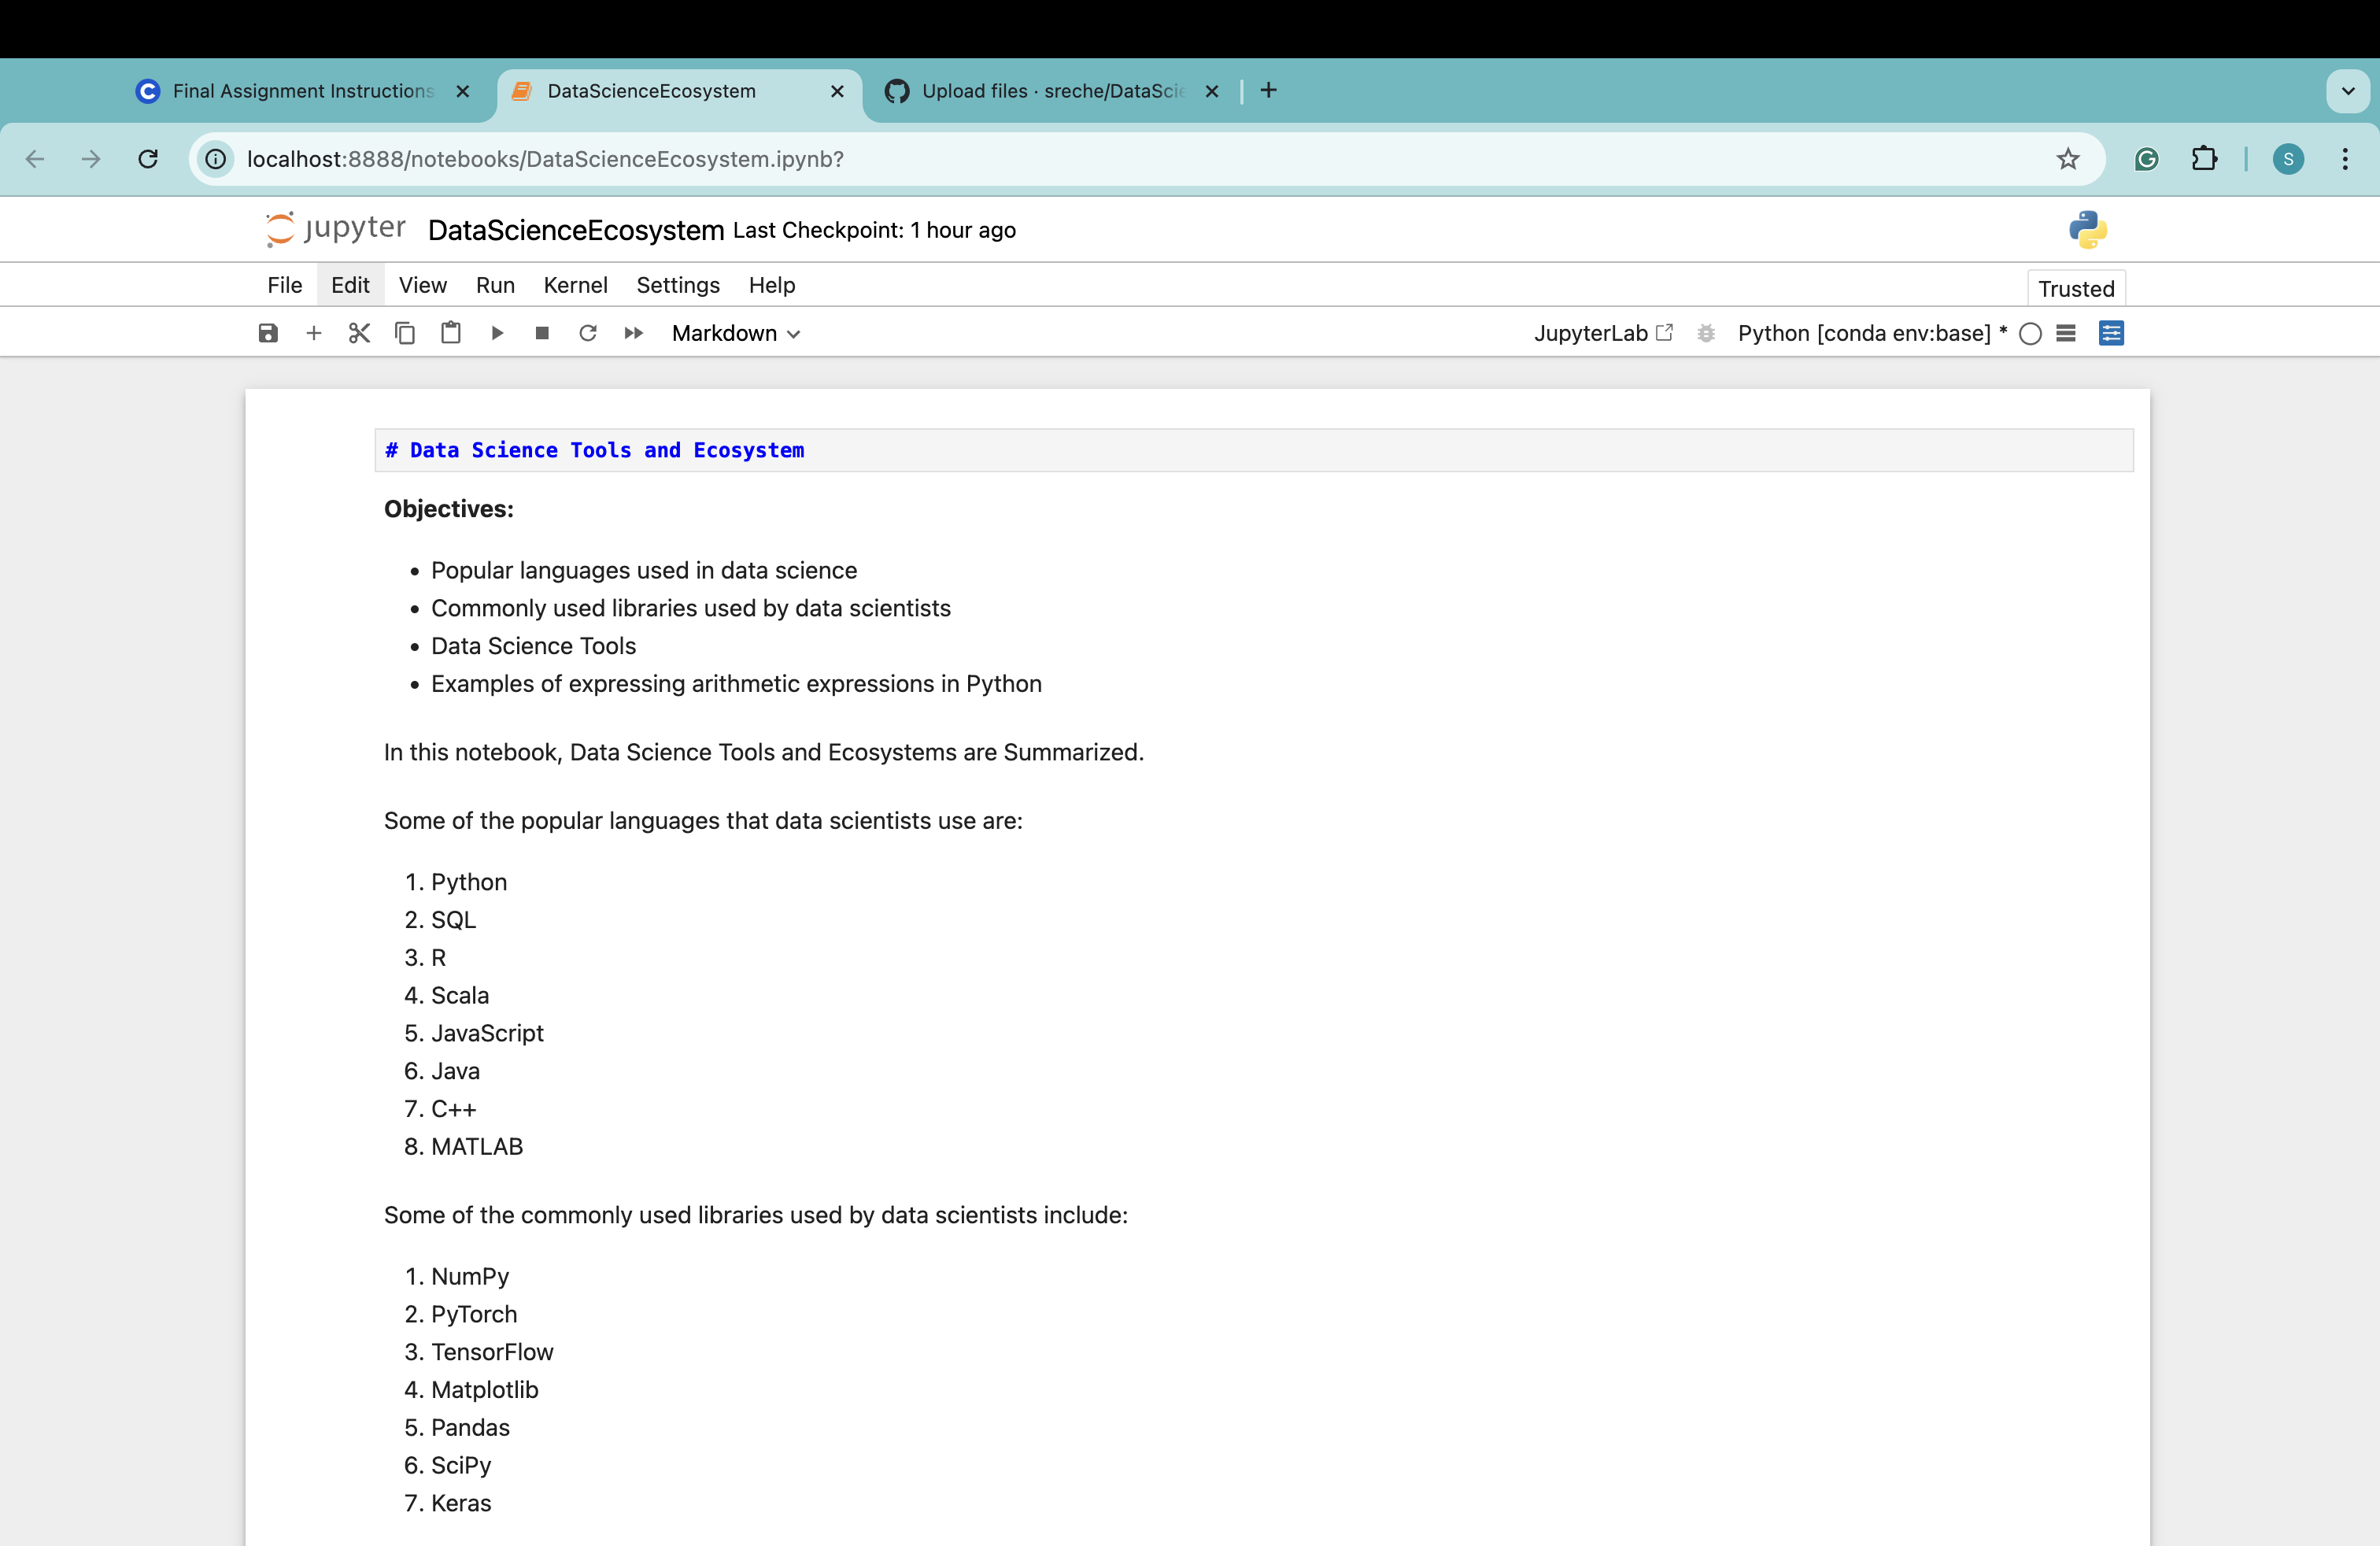 Final Assignment Instructions
DataScienceEcosystem
Upload files · sreche/DataScie
localhost:8888/notebooks/DataScienceEcosystem.ipynb?
S
jupyter DataScienceEcosystem Last Checkpoint: 1 hour ago
File Edit View Run Kernel Settings Help
Trusted
Markdown
JupyterLab
Python [conda env:base] *
# Data Science Tools and Ecosystem
Objectives:
• Popular languages used in data science
• Commonly used libraries used by data scientists
• Data Science Tools
• Examples of expressing arithmetic expressions in Python
In this notebook, Data Science Tools and Ecosystems are Summarized.
Some of the popular languages that data scientists use are:
1. Python
2. SQL
3. R
4. Scala
5. JavaScript
6. Java
7. C++
8. MATLAB
Some of the commonly used libraries used by data scientists include:
1. NumPy
2. PyTorch
3. TensorFlow
4. Matplotlib
5. Pandas
6. SciPy
7. Keras